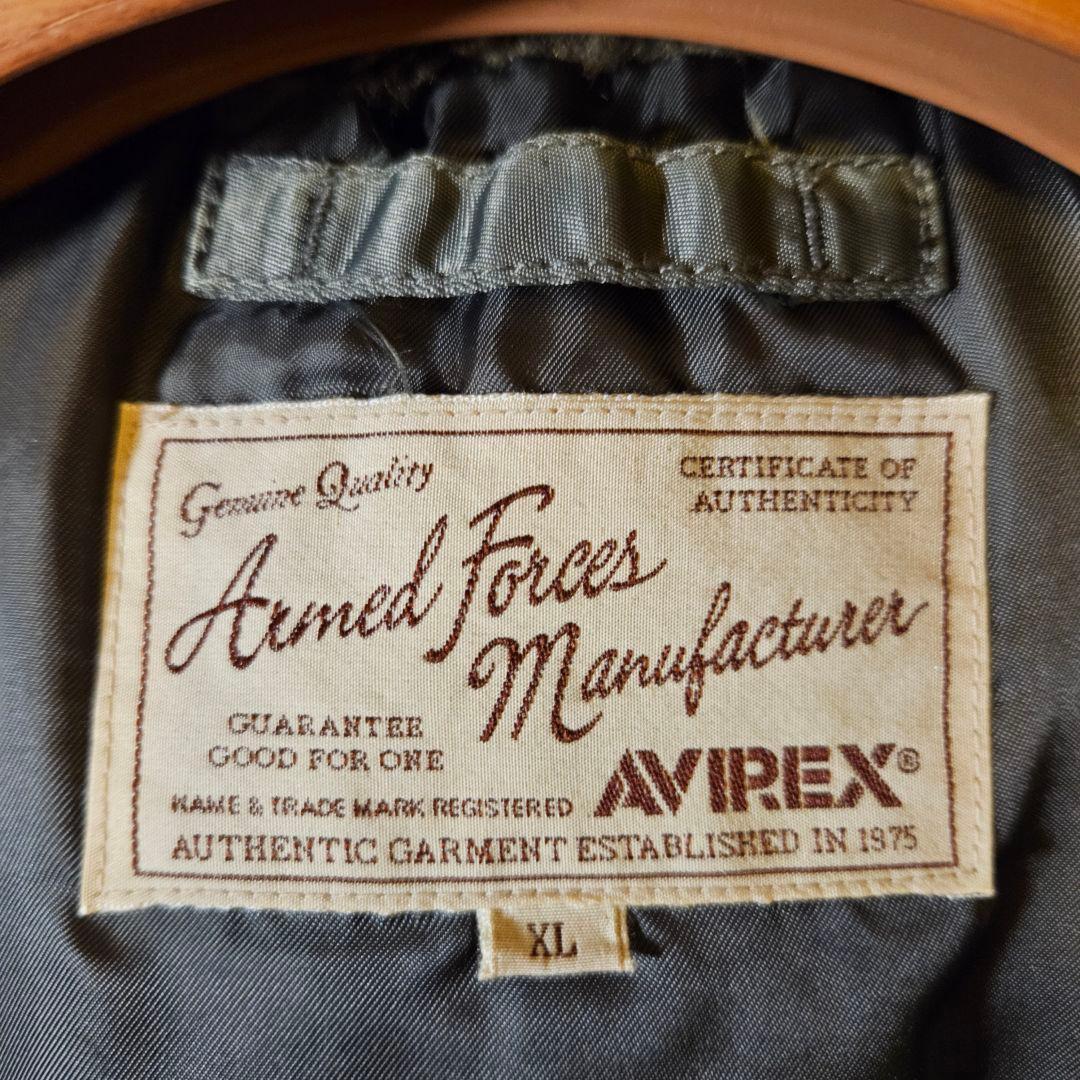 Genuine Quality
CERTIFICATE OF
AUTHENTICITY
Armed Forces
Manufacturer
GUARANTEE
GOOD FOR ONE
AVIREX®
NAME & TRADE MARK REGISTERED
AUTHENTIC GARMENT ESTABLISHED IN 1975
XL